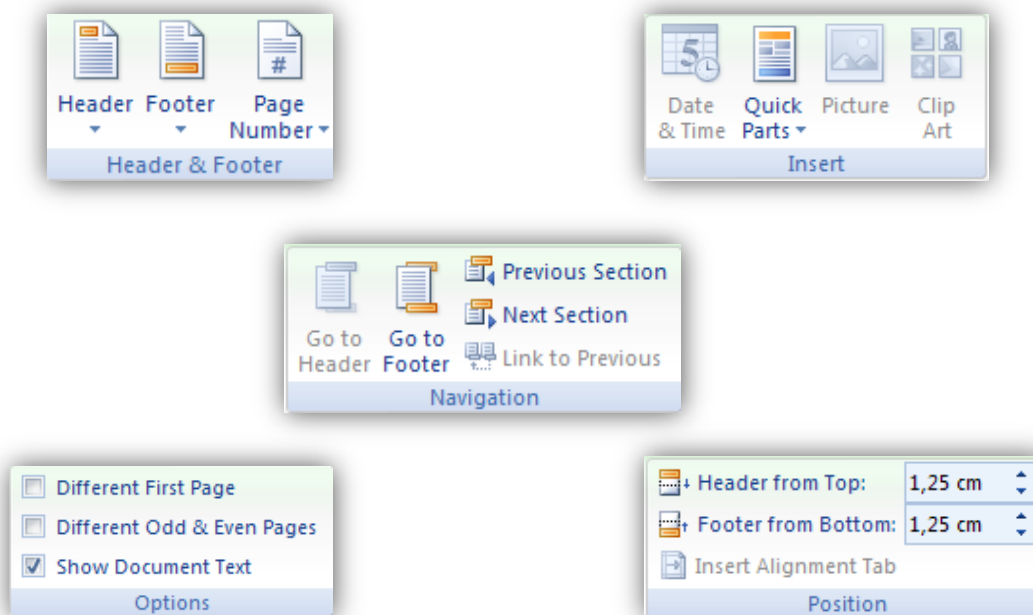 Header Footer Page
Number
Header & Footer
5
Date Quick Picture Clip
& Time Parts Art
Insert
Go to Go to
Header Footer
Previous Section
Next Section
Link to Previous
Navigation
Different First Page
Different Odd & Even Pages
Show Document Text
Options
Header from Top: 1,25 cm
Footer from Bottom: 1,25 cm
Insert Alignment Tab
Position